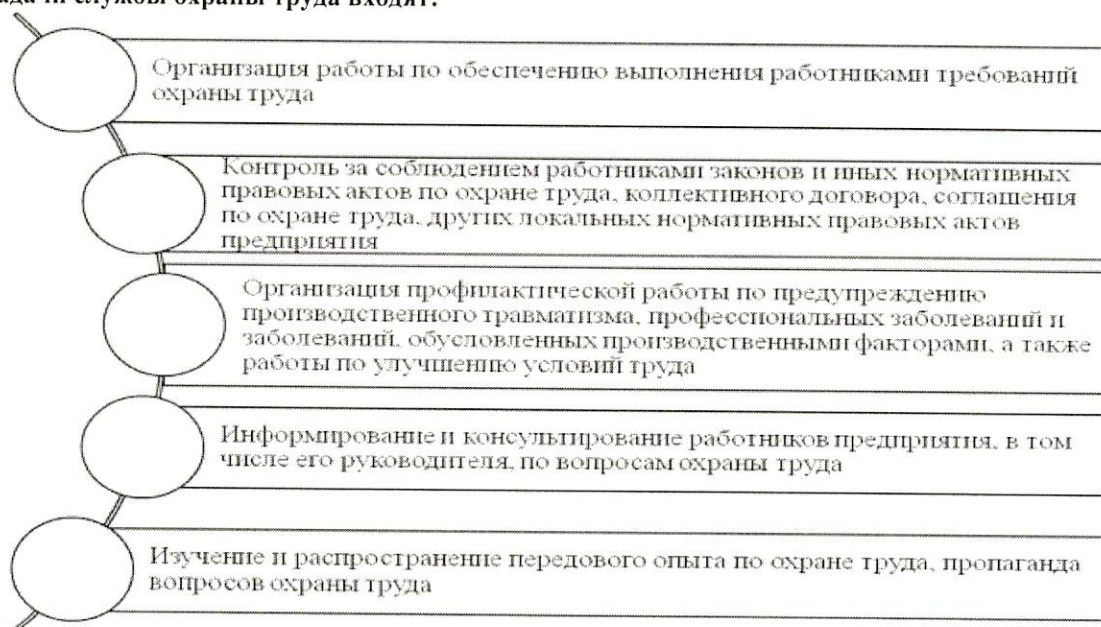 службы охраны труда входят:
Организация работы по обеспечению выполнения работниками требований
охраны труда
Контроль за соблюдением работниками законов и иных нормативных
правовых актов по охране труда, коллективного договора, соглашения
по охране труда, других локальных нормативных правовых актов
предприятия
Организация профилактической работы по предупреждению
производственного травматизма, профессиональных заболеваний и
заболеваний, обусловленных производственными факторами, а также
работы по улучшению условий труда
Информирование и консультирование работников предприятия, в том
числе его руководителя, по вопросам охраны труда
Изучение и распространение передового опыта по охране труда, пропаганда
вопросов охраны труда